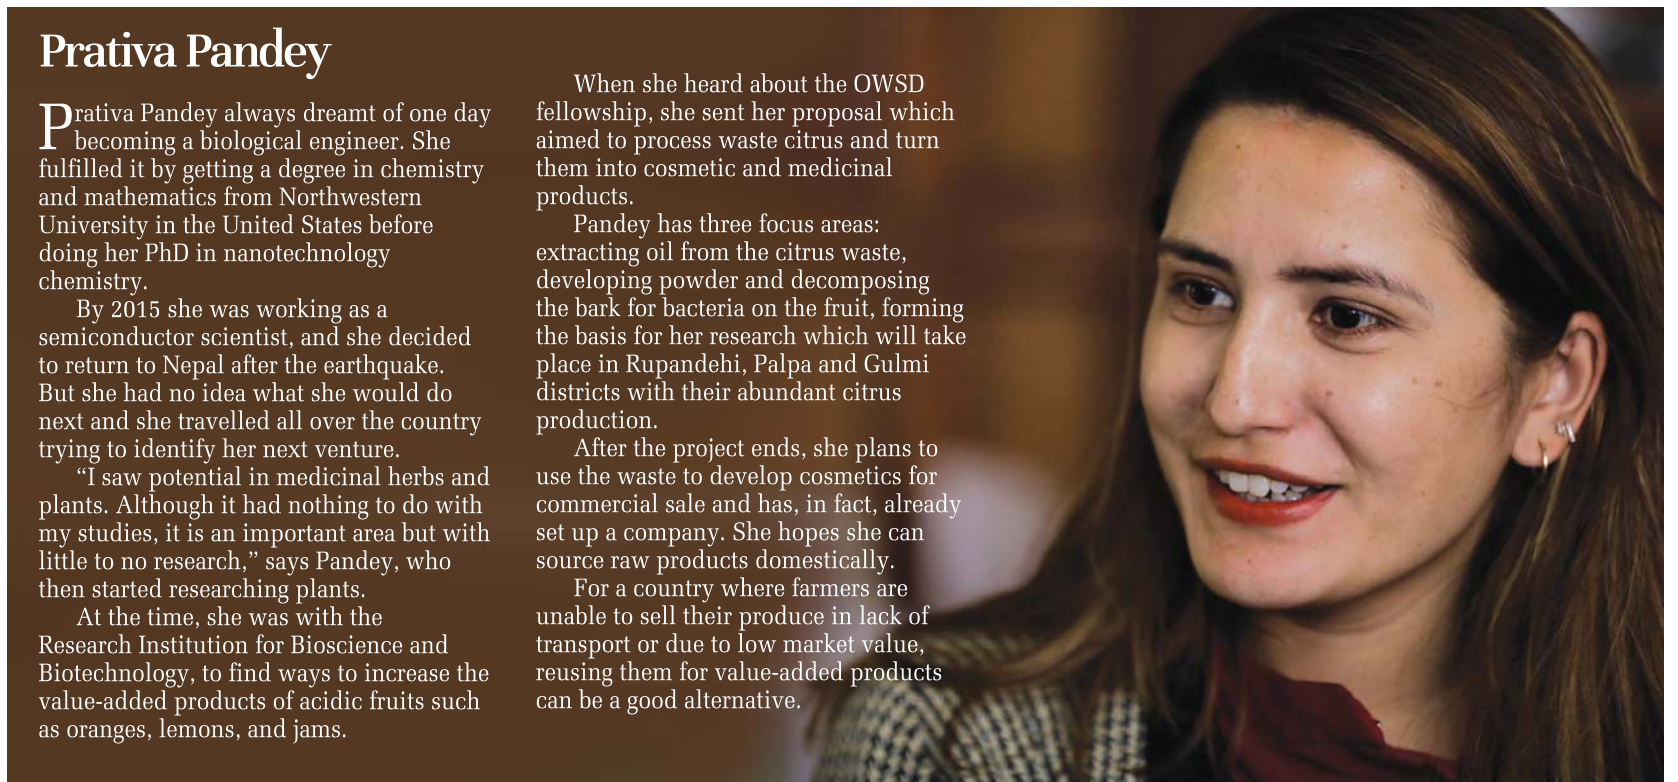 Prativa Pandey
Prativa Pandey always dreamt of one day
becoming a biological engineer. She
fulfilled it by getting a degree in chemistry
and mathematics from Northwestern
University in the United States before
doing her PhD in nanotechnology
chemistry.
By 2015 she was working as a
semiconductor scientist, and she decided
to return to Nepal after the earthquake.
But she had no idea what she would do
next and she travelled all over the country
trying to identify her next venture.
“I saw potential in medicinal herbs and
plants. Although it had nothing to do with
my studies, it is an important area but with
little to no research,” says Pandey, who
then started researching plants.
At the time, she was with the
Research Institution for Bioscience and
Biotechnology, to find ways to increase the
value-added products of acidic fruits such
as oranges, lemons, and jams.
When she heard about the OWSD
fellowship, she sent her proposal which
aimed to process waste citrus and turn
them into cosmetic and medicinal
products.
Pandey has three focus areas:
extracting oil from the citrus waste,
developing powder and decomposing
the bark for bacteria on the fruit, forming
the basis for her research which will take
place in Rupandehi, Palpa and Gulmi
districts with their abundant citrus
production.
After the project ends, she plans to
use the waste to develop cosmetics for
commercial sale and has, in fact, already
set up a company. She hopes she can
source raw products domestically.
For a country where farmers are
unable to sell their produce in lack of
transport or due to low market value,
reusing them for value-added products
can be a good alternative.